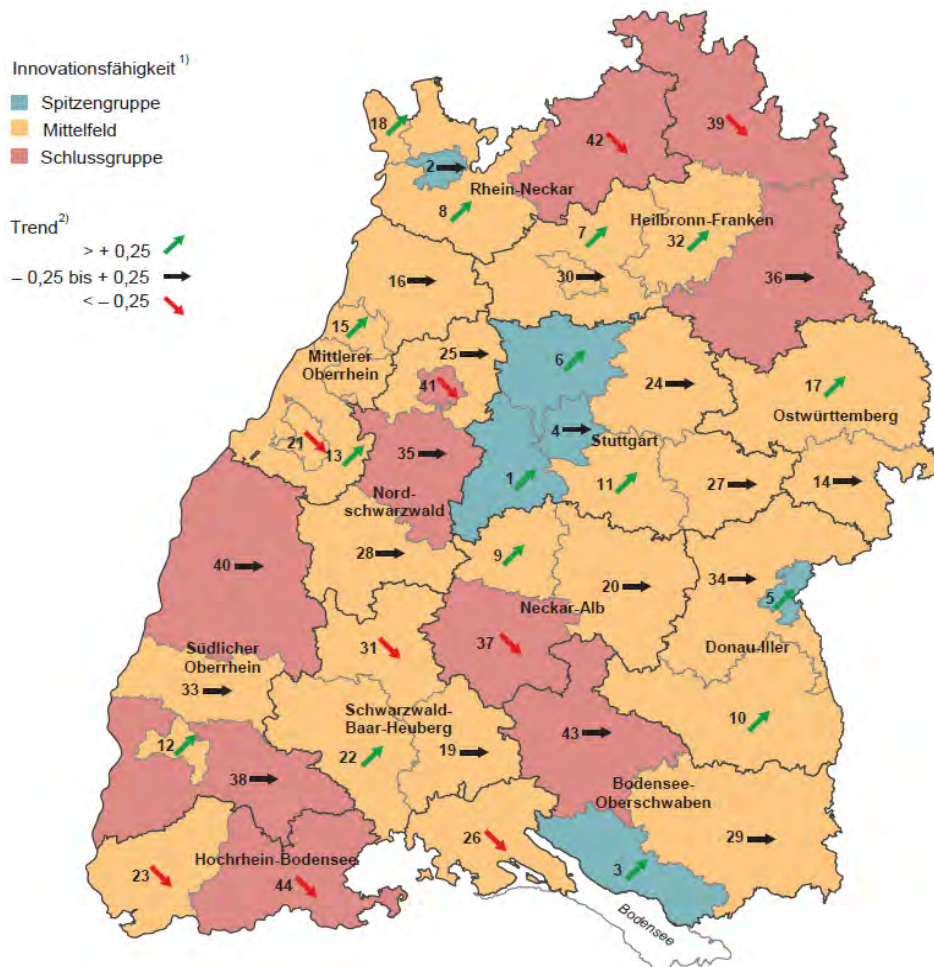 Innovationsfähigkeit 1)
Spitzengruppe
Mittelfeld
Schlussgruppe
Trend2)
> + 0,25
– 0,25 bis + 0,25
< – 0,25
18
2
Rhein-Neckar
8
42
39
7
Heilbronn-Franken
32
30
36
16
15
Mittlerer
Oberrhein
25
41
6
24
17
Ostwürttemberg
21
13
35
Nord-
schwarzwald
4
Stuttgart
1
11
27
14
28
9
20
34
5
40
Neckar-Alb
Donau-Iller
31
37
Südlicher
Oberrhein
33
Schwarzwald-
Baar-Heuberg
22
19
43
10
12
38
Bodensee-
Oberschwaben
29
26
3
23
Hochrhein-Bodensee
44
Bodensee